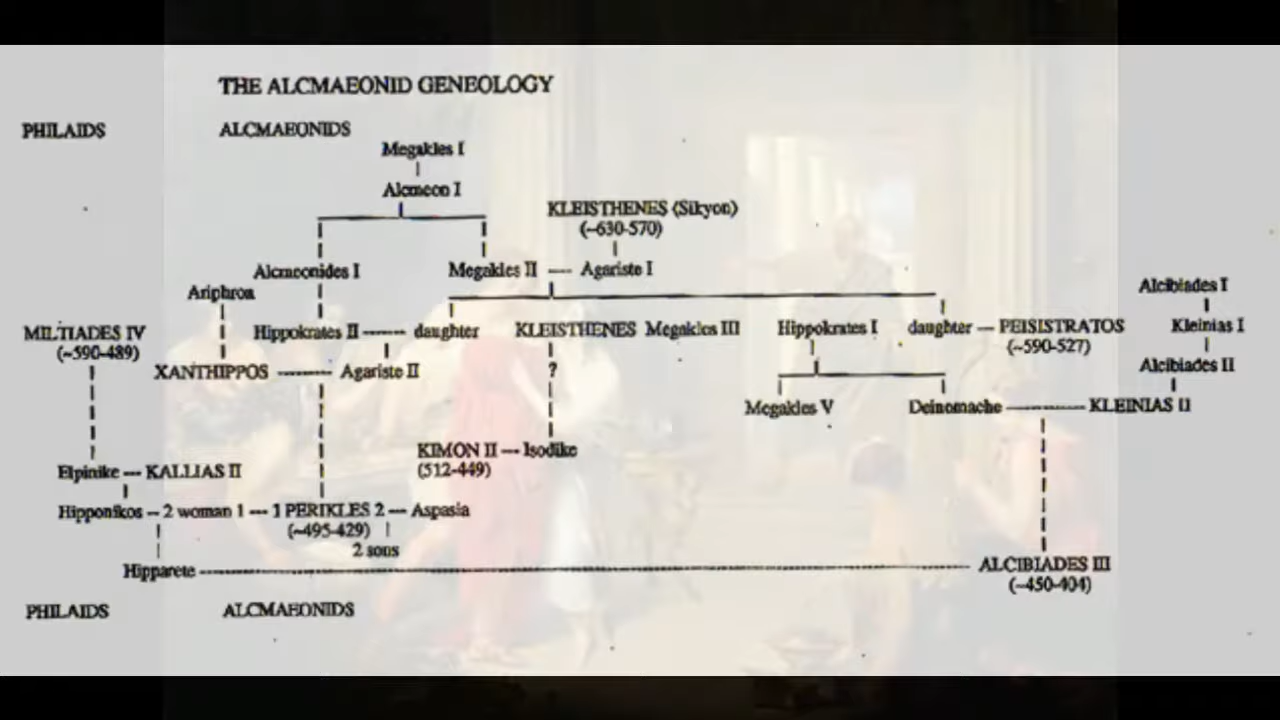 THE ALCMAEONID GENEOLOGY
PHILAIDS ALCMAEONIDS
Megakles I
Alcmeon I
KLEISTHENES (Sikyon)
(~630-570)
Alcmeonides I Megakles II --- Agariste I
Alcibiades I
Ariphron
MILTIADES IV Hippokrates II ------ daughter KLEISTHENES Megakles III Hippokrates I daughter -- PEISISTRATOS Kleinias I
(~590-489) (~590-527)
XANTHIPPOS -------- Agariste II ? Alcibiades II
Megakles V Deinomache ---------- KLEINIAS II
KIMON II --- Isodike
(512-449)
Elpinike --- KALLIAS II
Hipponikos -- 2 woman 1 --- 1 PERIKLES 2 --- Aspasia
(~495-429)
2 sons
Hipparete ALCIBIADES III
(~450-404)
PHILAIDS ALCMAEONIDS